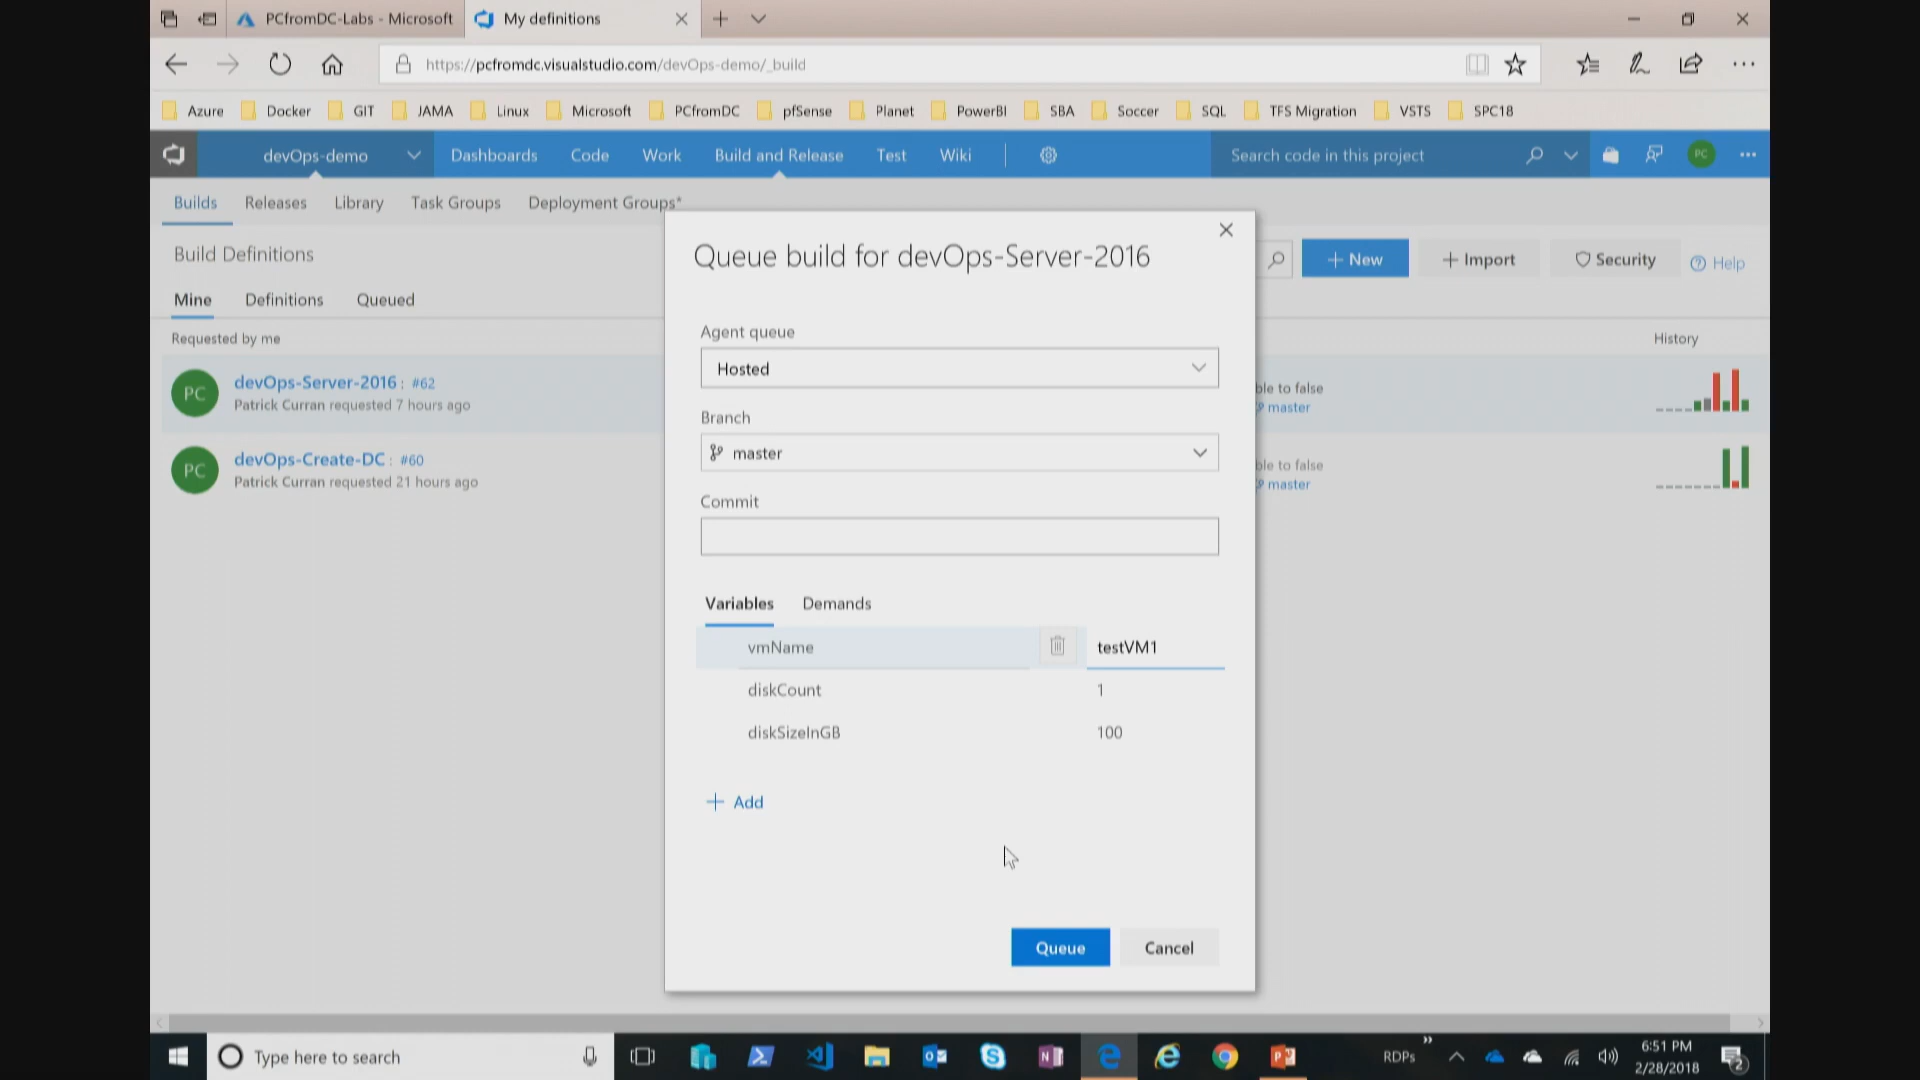 PCfromDC-Labs - Microsoft
My definitions
https://pcfromdc.visualstudio.com/devOps-demo/_build
Azure Docker GIT JAMA Linux Microsoft PCfromDC pfSense Planet PowerBI SBA Soccer SQL TFS Migration VSTS SPC18
devOps-demo Dashboards Code Work Build and Release Test Wiki Search code in this project PC
Builds Releases Library Task Groups Deployment Groups*
Build Definitions
+ New + Import Security Help
Mine Definitions Queued
Requested by me
History
PC
devOps-Server-2016 : #62
Patrick Curran requested 7 hours ago
ble to false
master
PC
devOps-Create-DC : #60
Patrick Curran requested 21 hours ago
ble to false
master
Queue build for devOps-Server-2016
Agent queue
Hosted
Branch
master
Commit
Variables Demands
vmName testVM1
diskCount 1
diskSizeInGB 100
+ Add
Queue Cancel
Type here to search
RDPs
6:51 PM
2/28/2018
2